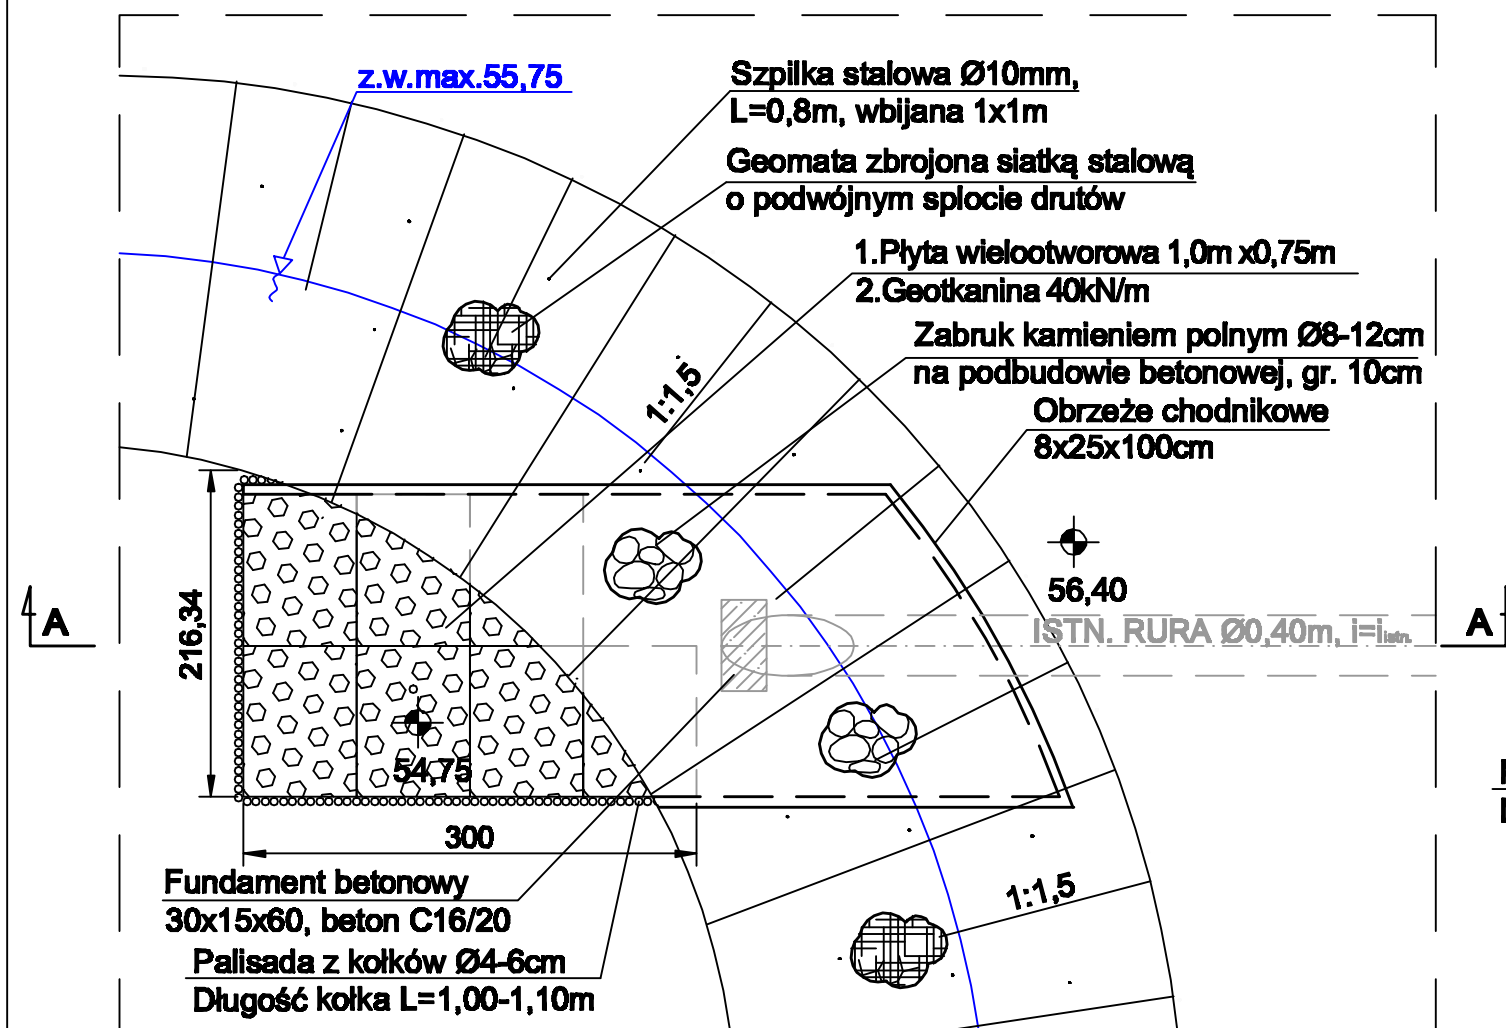 z.w.max.55,75
Szpilka stalowa Ø10mm,
L=0,8m, wbijana 1x1m
Geomata zbrojona siatką stalową
o podwójnym splocie drutów
1.Płyta wielootworowa 1,0m x0,75m
2.Geotkanina 40kN/m
Zabruk kamieniem polnym Ø8-12cm
na podbudowie betonowej, gr. 10cm
Obrzeże chodnikowe
8x25x100cm
1:1,5
56,40
A
216,34
ISTN. RURA Ø0,40m, i=i istn.
A
54,75
300
Fundament betonowy
30x15x60, beton C16/20
1:1,5
Palisada z kołków Ø4-6cm
Długość kołka L=1,00-1,10m